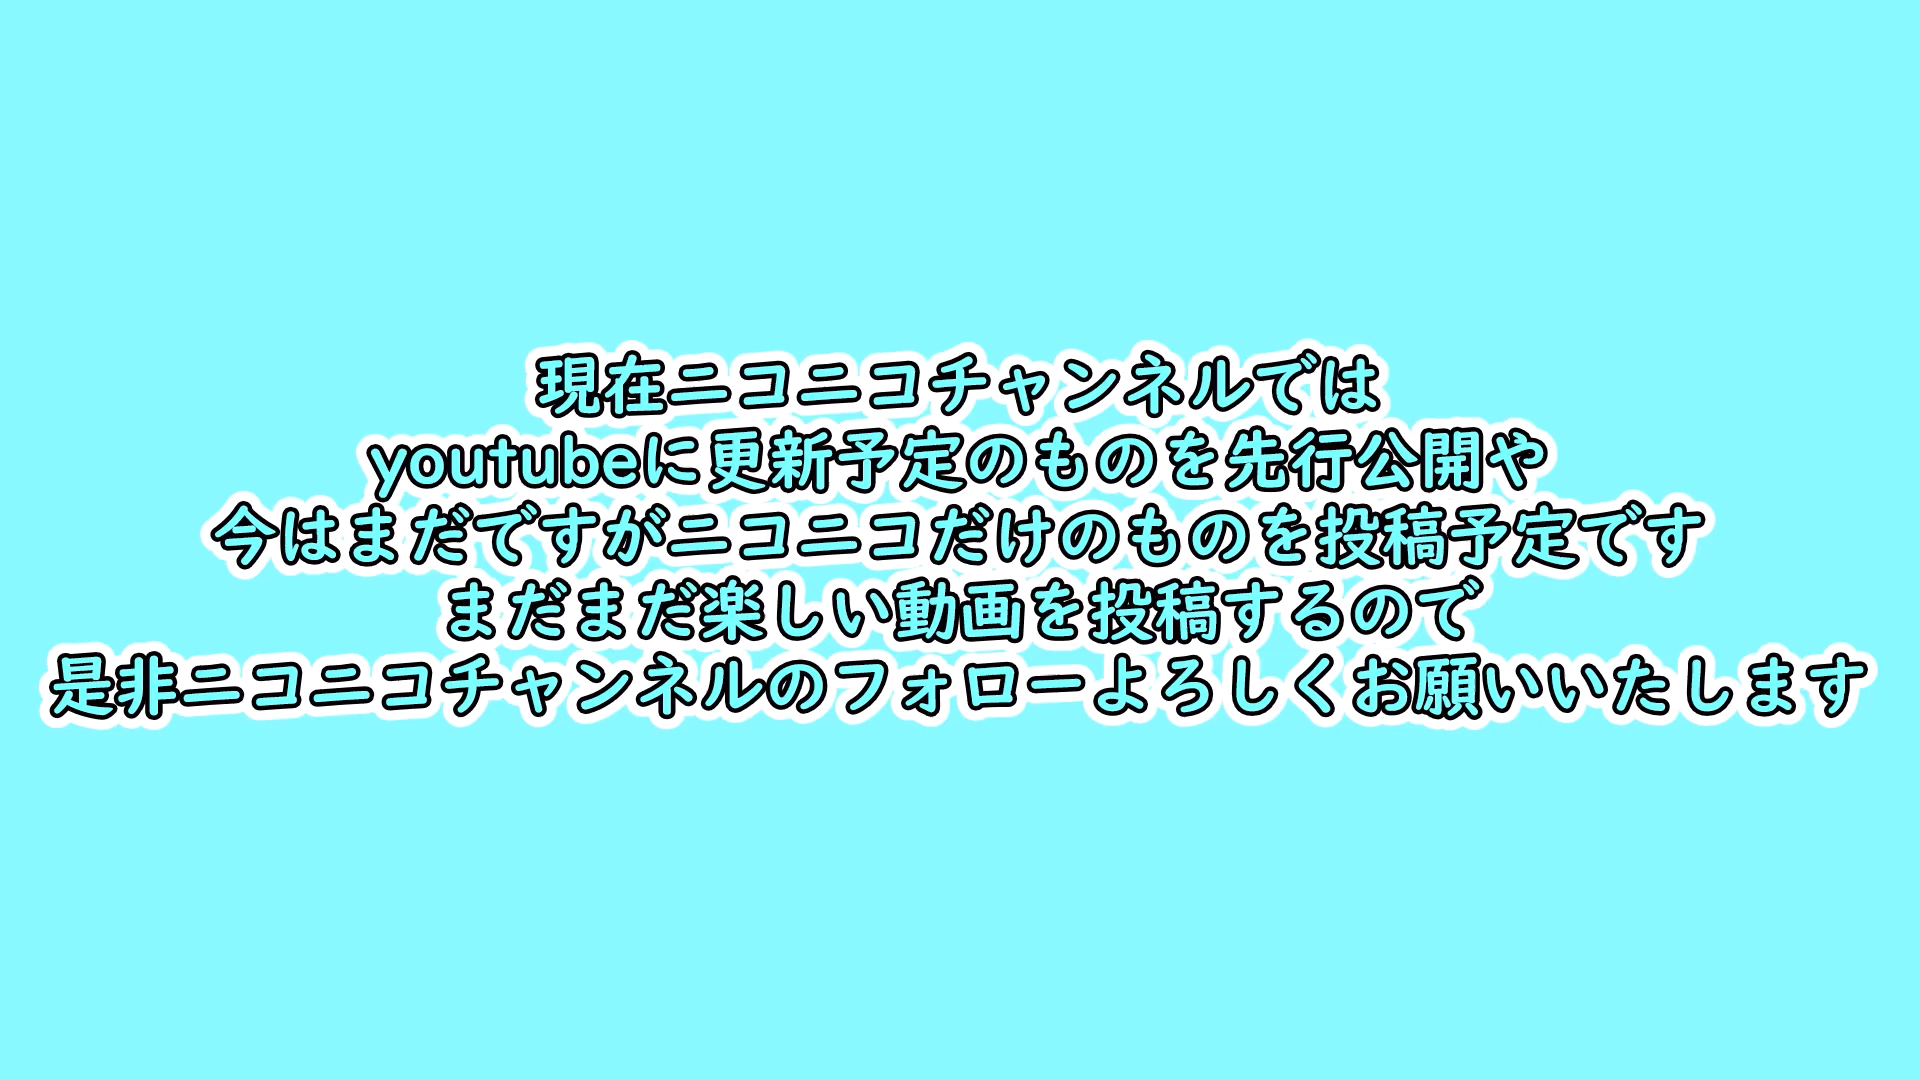 現在ニコニコチャンネルでは
youtubeに更新予定のものを先行公開や
今はまだですがニコニコだけのものを投稿予定です
まだまだ楽しい動画を投稿するので
是非ニコニコチャンネルのフォローよろしくお願いいたします